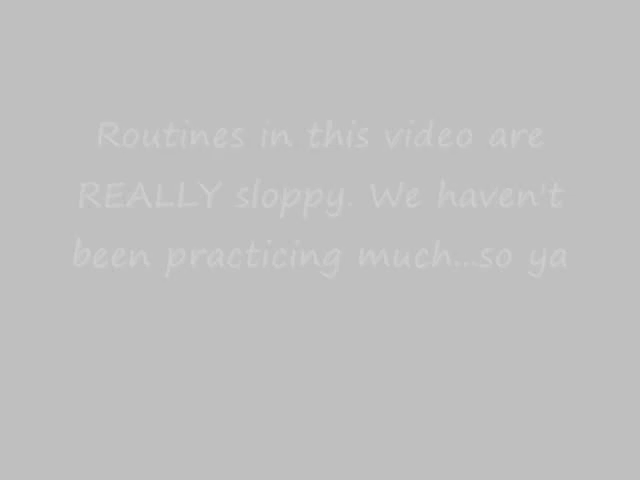 Routines in this video are
REALLY sloppy. We haven't
been practicing much...so ya